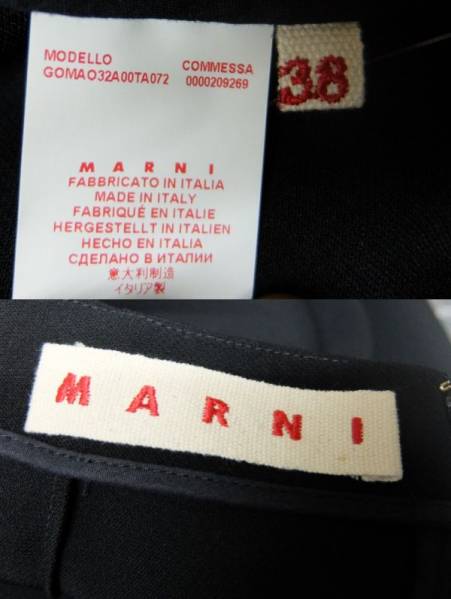 MODELLO COMMESSA
GOMAO32A00TA072 0000209269
38
MARNI
FABBRICATO IN ITALIA
MADE IN ITALY
FABRIQUÉ EN ITALIE
HERGESTELLT IN ITALIEN
HECHO EN ITALIA
СДЕЛАНО В ИТАЛИИ
意大利制造
イタリア製
MARNI